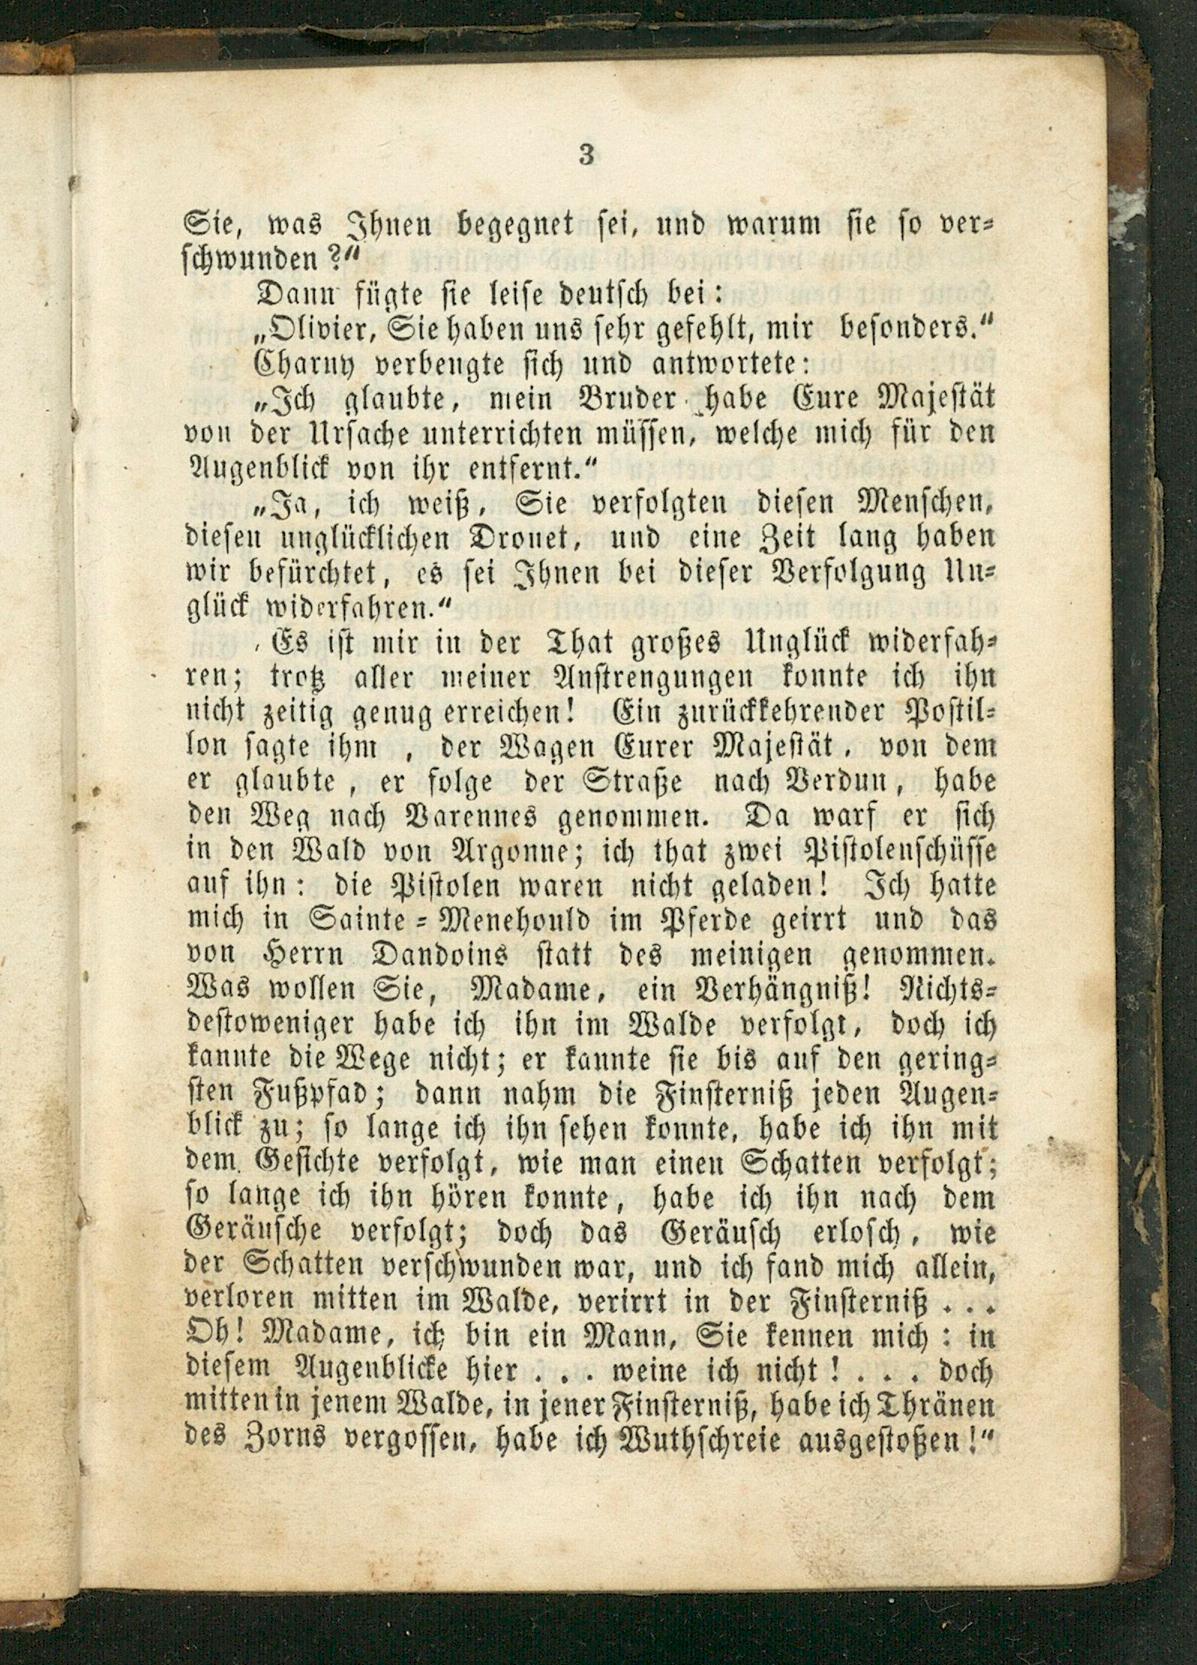 3
Sie, was Ihnen begegnet sei, und warum sie so ver-
schwunden?“
Dann fügte sie leise deutsch bei:
„Olivier, Sie haben uns sehr gefehlt, mir besonders.“
Charny verbeugte sich und antwortete:
„Ich glaubte, mein Bruder habe Eure Majestät
von der Ursache unterrichten müssen, welche mich für den
Augenblick von ihr entfernt.“
„Ja, ich weiß, Sie verfolgten diesen Menschen,
diesen unglücklichen Drouet, und eine Zeit lang haben
wir befürchtet, es sei Ihnen bei dieser Verfolgung Un-
glück widerfahren.“
„Es ist mir in der That großes Unglück widerfah-
ren; trotz aller meiner Anstrengungen konnte ich ihn
nicht zeitig genug erreichen! Ein zurückkehrender Postil-
lon sagte ihm, der Wagen Eurer Majestät, von dem
er glaubte, er folge der Straße nach Verdun, habe
den Weg nach Varennes genommen. Da warf er sich
in den Wald von Argonne; ich that zwei Pistolenschüsse
auf ihn: die Pistolen waren nicht geladen! Ich hatte
mich in Sainte-Menehould im Pferde geirrt und das
von Herrn Dandoins statt des meinigen genommen.
Was wollen Sie, Madame, ein Verhängniß! Nichts-
destoweniger habe ich ihn im Walde verfolgt, doch ich
kannte die Wege nicht; er kannte sie bis auf den gering-
sten Fußpfad; dann nahm die Finsterniß jeden Augen-
blick zu; so lange ich ihn sehen konnte, habe ich ihn mit
dem Gesichte verfolgt, wie man einen Schatten verfolgt;
so lange ich ihn hören konnte, habe ich ihn nach dem
Geräusche verfolgt; doch das Geräusch erlosch, wie
der Schatten verschwunden war, und ich fand mich allein,
verloren mitten im Walde, verirrt in der Finsterniß . . .
Oh! Madame, ich bin ein Mann, Sie kennen mich: in
diesem Augenblicke hier . . . weine ich nicht! . . . doch
mitten in jenem Walde, in jener Finsterniß, habe ich Thränen
des Zorns vergossen, habe ich Wuthschreie ausgestoßen!“